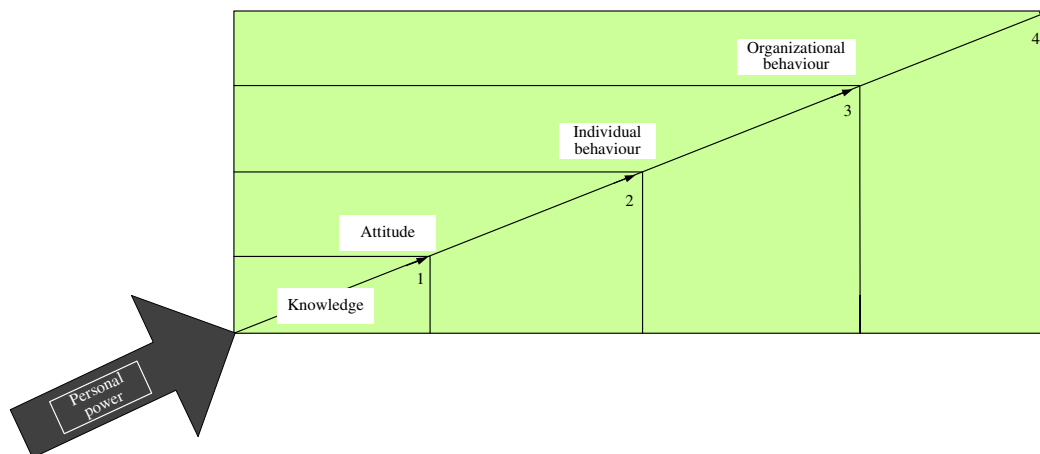 Organizational
behaviour
4
3
Individual
behaviour
2
Attitude
1
Knowledge
Personal
power